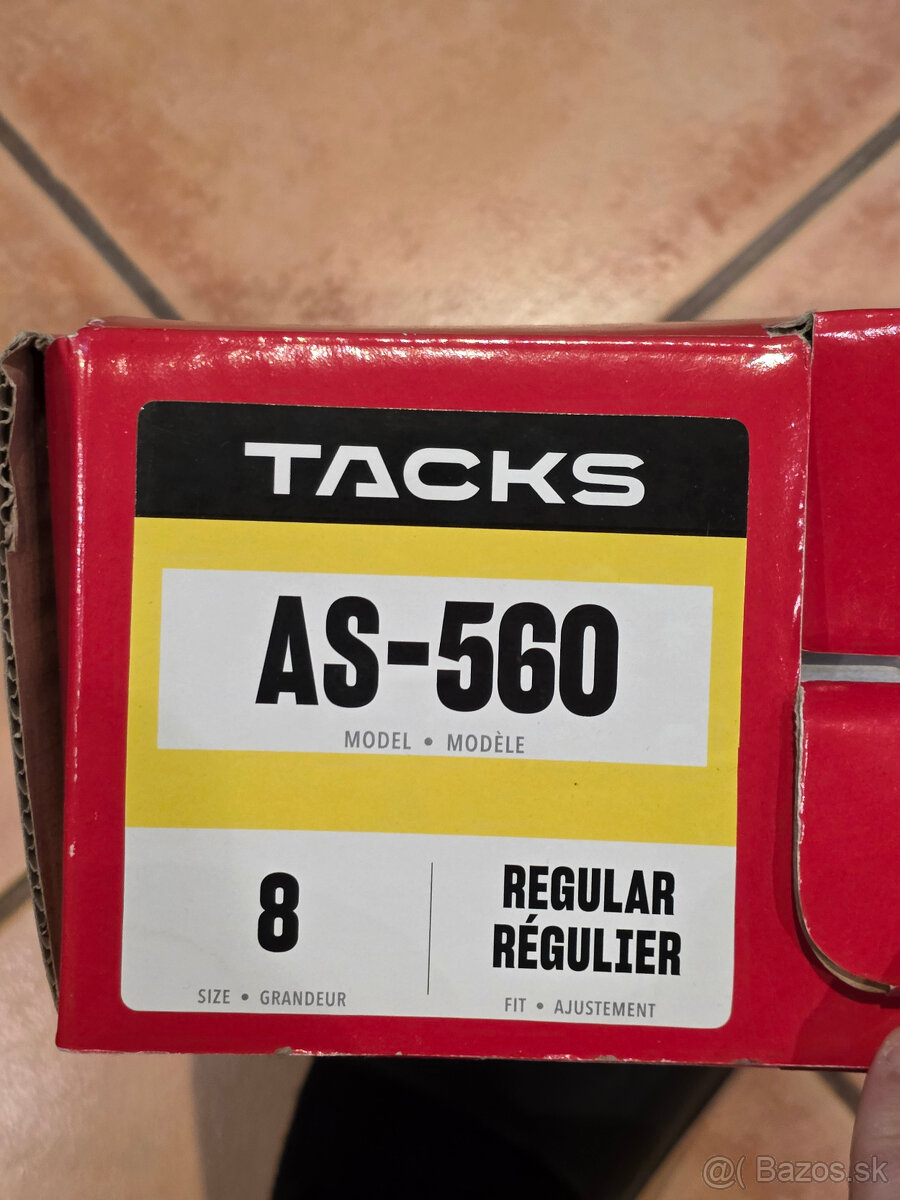 TACKS
AS-560
MODEL • MODÈLE
8
SIZE • GRANDEUR
REGULAR
RÉGULIER
FIT • AJUSTEMENT
@( Bazos.sk